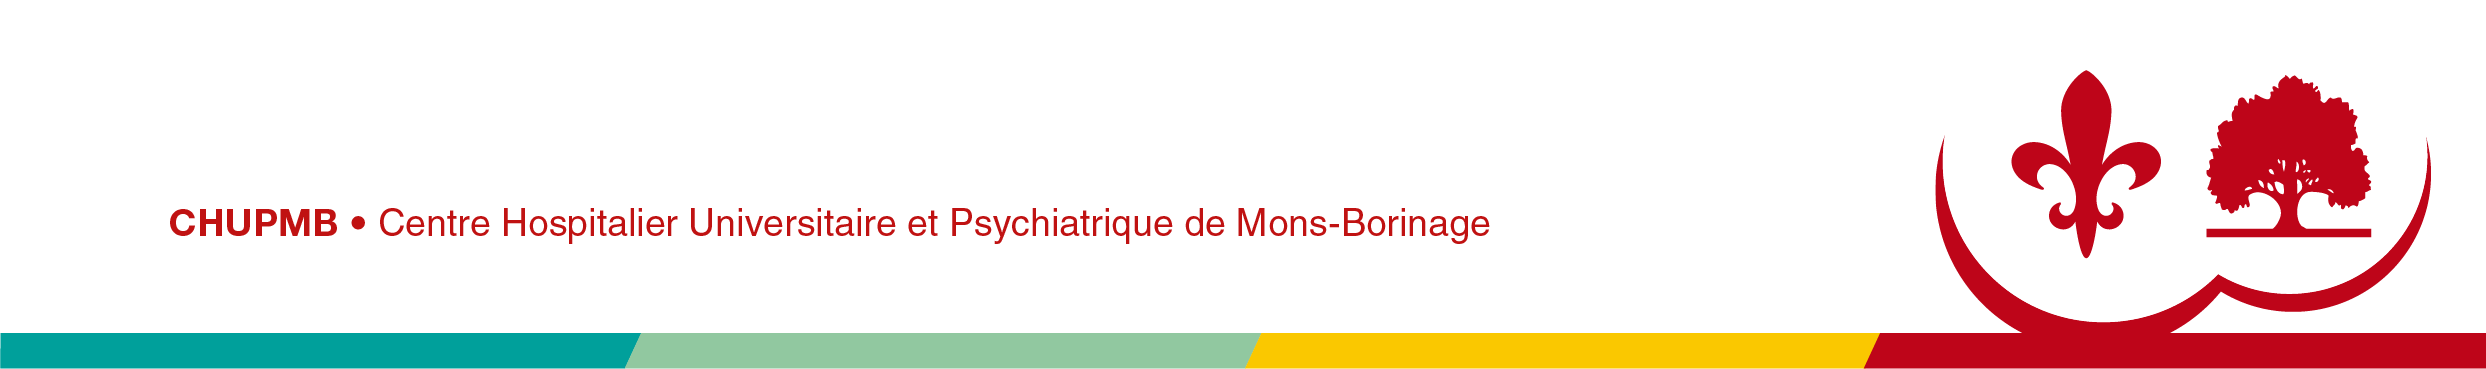 CHUPMB • Centre Hospitalier Universitaire et Psychiatrique de Mons-Borinage